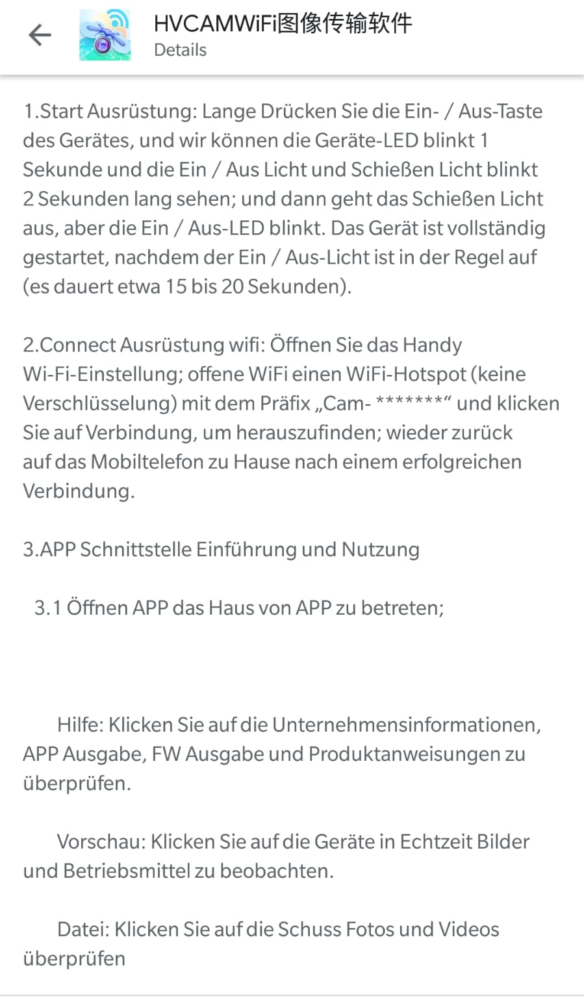 HVCAMWiFi图像传输软件
Details
1.Start Ausrüstung: Lange Drücken Sie die Ein- / Aus-Taste
des Gerätes, und wir können die Geräte-LED blinkt 1
Sekunde und die Ein / Aus Licht und Schießen Licht blinkt
2 Sekunden lang sehen; und dann geht das Schießen Licht
aus, aber die Ein / Aus-LED blinkt. Das Gerät ist vollständig
gestartet, nachdem der Ein / Aus-Licht ist in der Regel auf
(es dauert etwa 15 bis 20 Sekunden).
2.Connect Ausrüstung wifi: Öffnen Sie das Handy
Wi-Fi-Einstellung; offene WiFi einen WiFi-Hotspot (keine
Verschlüsselung) mit dem Präfix „Cam- *******“ und klicken
Sie auf Verbindung, um herauszufinden; wieder zurück
auf das Mobiltelefon zu Hause nach einem erfolgreichen
Verbindung.
3.APP Schnittstelle Einführung und Nutzung
3.1 Öffnen APP das Haus von APP zu betreten;
Hilfe: Klicken Sie auf die Unternehmensinformationen,
APP Ausgabe, FW Ausgabe und Produktanweisungen zu
überprüfen.
Vorschau: Klicken Sie auf die Geräte in Echtzeit Bilder
und Betriebsmittel zu beobachten.
Datei: Klicken Sie auf die Schuss Fotos und Videos
überprüfen